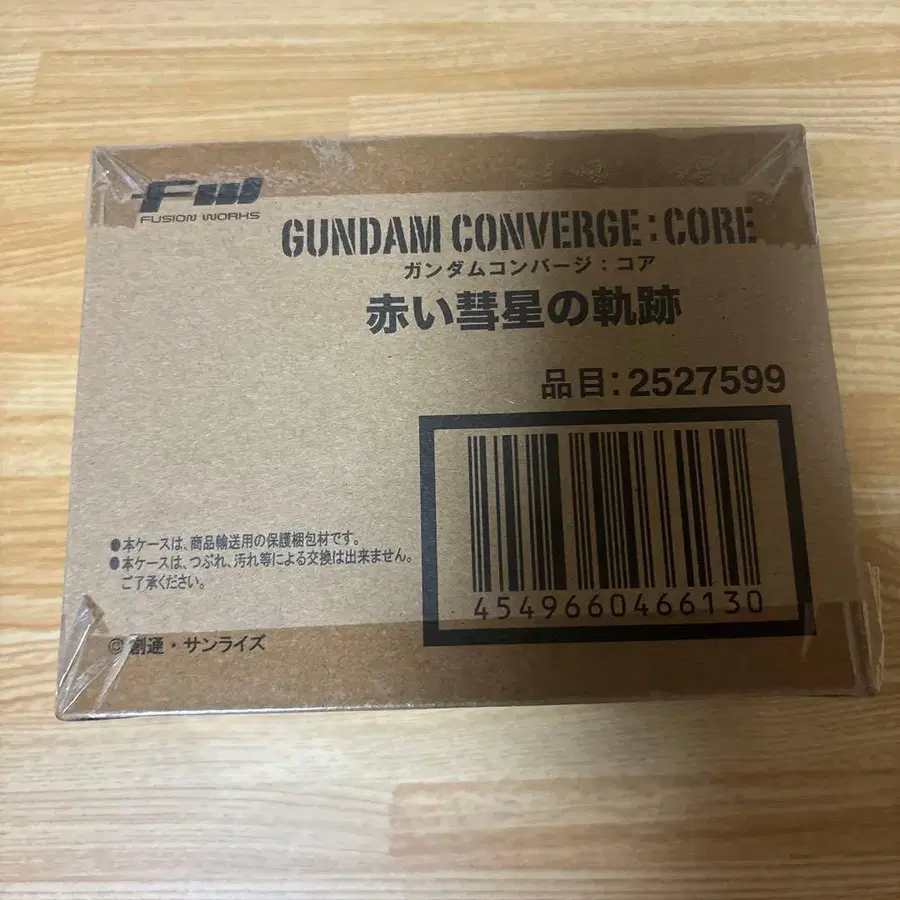 FW
FUSION WORKS
GUNDAM CONVERGE:CORE
ガンダムコンバージ:コア
赤い彗星の軌跡
品目:2527599
4549660466130
●本ケースは、商品輸送用の保護梱包材です。
●本ケースは、つぶれ、汚れ等による交換は出来ません。
ご了承ください。
©創通・サンライズ